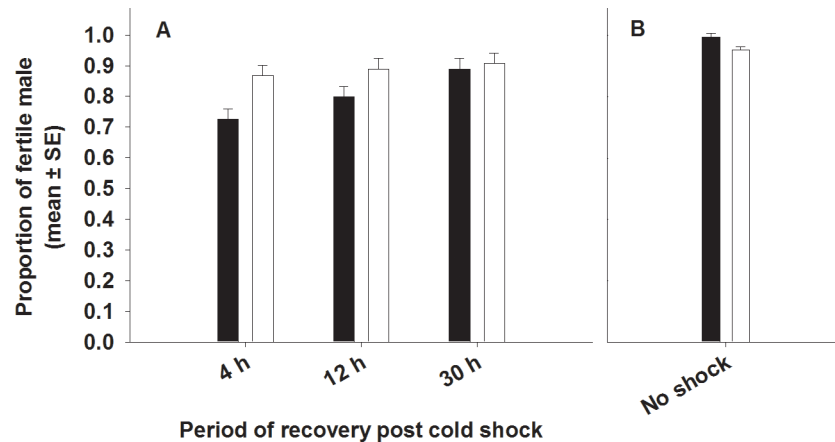 A
B
Proportion of fertile male
(mean ± SE)
1.0
0.9
0.8
0.7
0.6
0.5
0.4
0.3
0.2
0.1
0.0
4 h
12 h
30 h
No shock
Period of recovery post cold shock